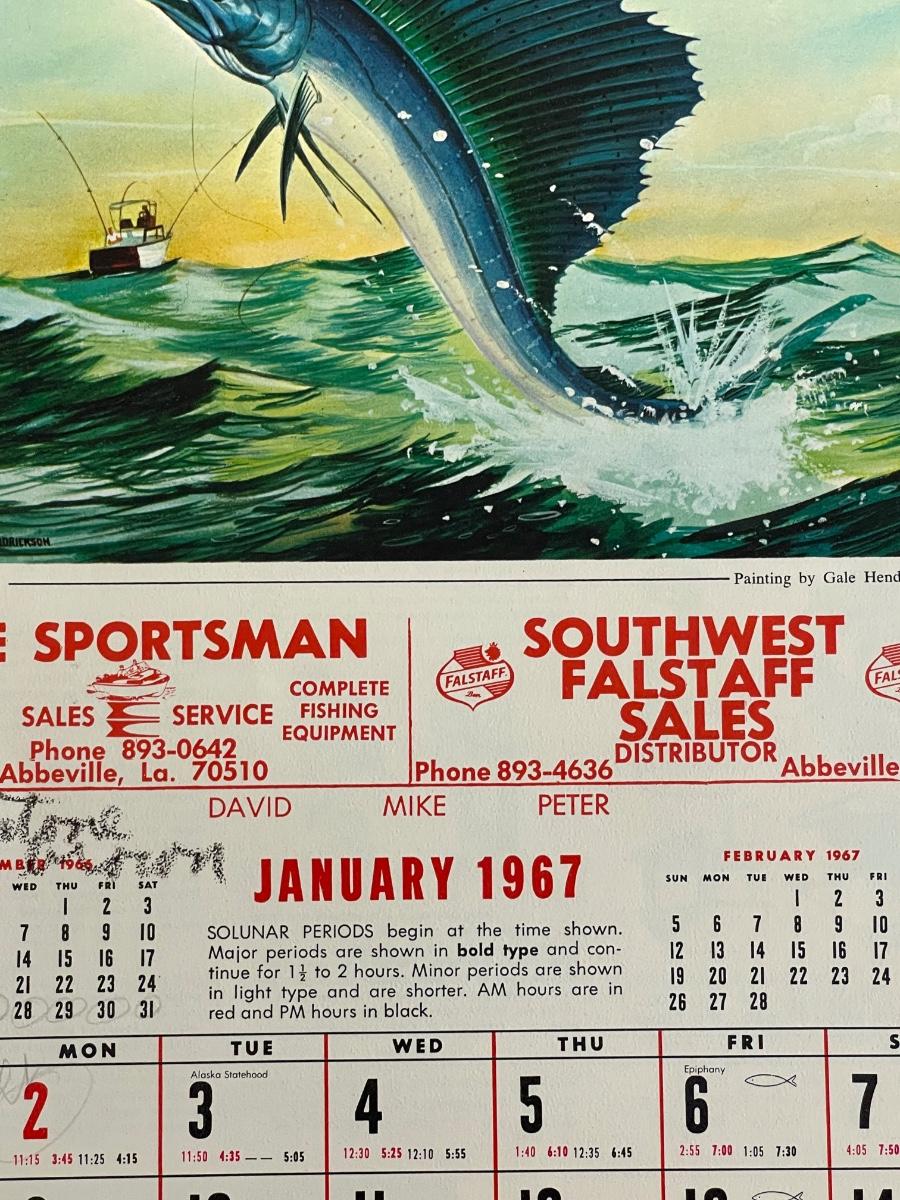 DRICKSON
Painting by Gale Hend
E SPORTSMAN
SALES SERVICE
COMPLETE
FISHING
EQUIPMENT
Phone 893-0642
Abbeville, La. 70510
FALSTAFF
Beer
SOUTHWEST
FALSTAFF
SALES
DISTRIBUTOR
Phone 893-4636
Abbeville
FALS
DAVID MIKE PETER
MBER 1966
WED THU FRI SAT
1 2 3
7 8 9 10
14 15 16 17
21 22 23 24
28 29 30 31
JANUARY 1967
SOLUNAR PERIODS begin at the time shown.
Major periods are shown in bold type and con-
tinue for 1½ to 2 hours. Minor periods are shown
in light type and are shorter. AM hours are in
red and PM hours in black.
FEBRUARY 1967
SUN MON TUE WED THU FRI
1 2 3
5 6 7 8 9 10
12 13 14 15 16 17
19 20 21 22 23 24
26 27 28
MON TUE WED THU FRI S
Alaska Statehood
Epiphany
2 3 4 5 6 7
11:15 3:45 11:25 4:15
11:50 4:35 — — 5:05
12:30 5:25 12:10 5:55
1:40 6:10 12:35 6:45
2:55 7:00 1:05 7:30
4:05 7:50